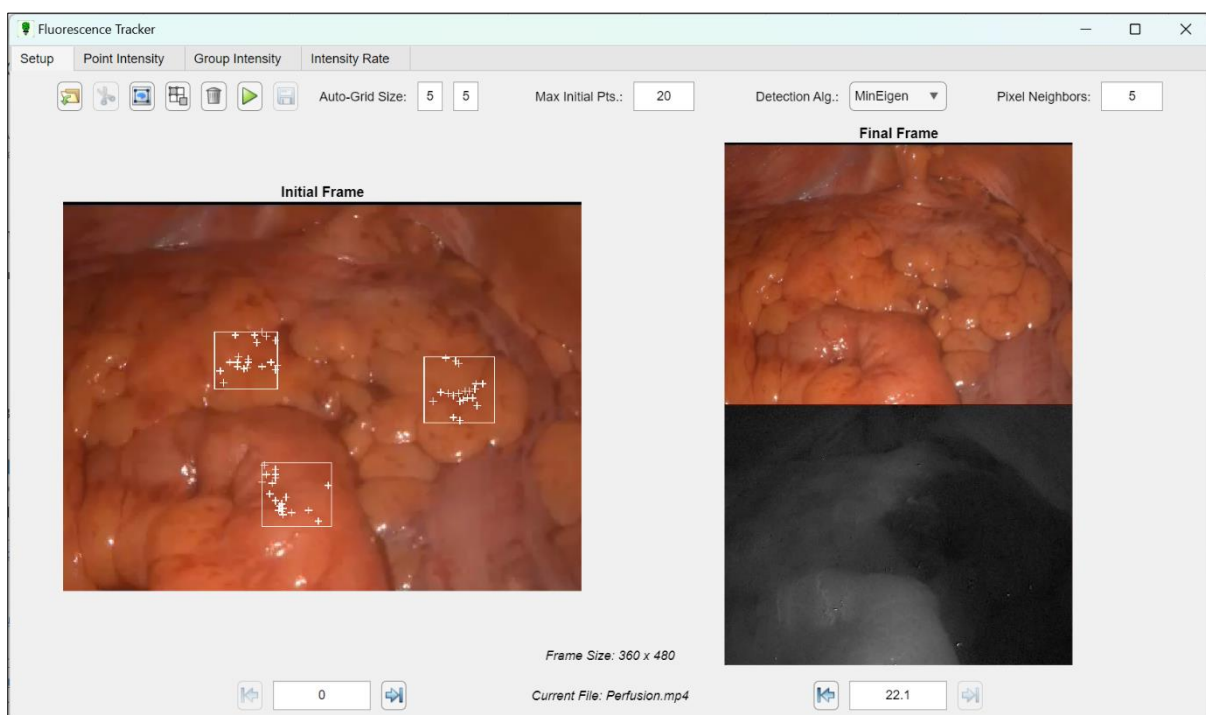 Fluorescence Tracker
Setup Point Intensity Group Intensity Intensity Rate
Auto-Grid Size: 5 5 Max Initial Pts.: 20 Detection Alg.: MinEigen Pixel Neighbors: 5
Final Frame
Initial Frame
Frame Size: 360 x 480
0 Current File: Perfusion.mp4 22.1